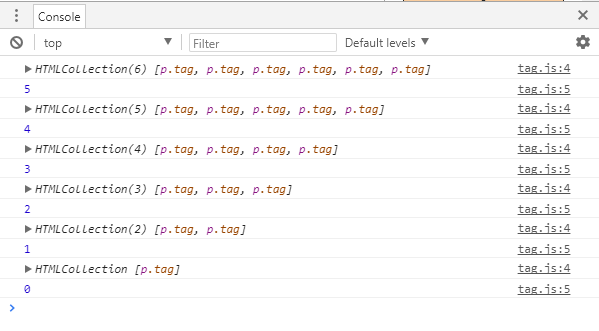 Console
top Filter Default levels
HTMLCollection(6) [p.tag, p.tag, p.tag, p.tag, p.tag, p.tag] tag.js:4
5 tag.js:5
HTMLCollection(5) [p.tag, p.tag, p.tag, p.tag, p.tag] tag.js:4
4 tag.js:5
HTMLCollection(4) [p.tag, p.tag, p.tag, p.tag] tag.js:4
3 tag.js:5
HTMLCollection(3) [p.tag, p.tag, p.tag] tag.js:4
2 tag.js:5
HTMLCollection(2) [p.tag, p.tag] tag.js:4
1 tag.js:5
HTMLCollection [p.tag] tag.js:4
0 tag.js:5